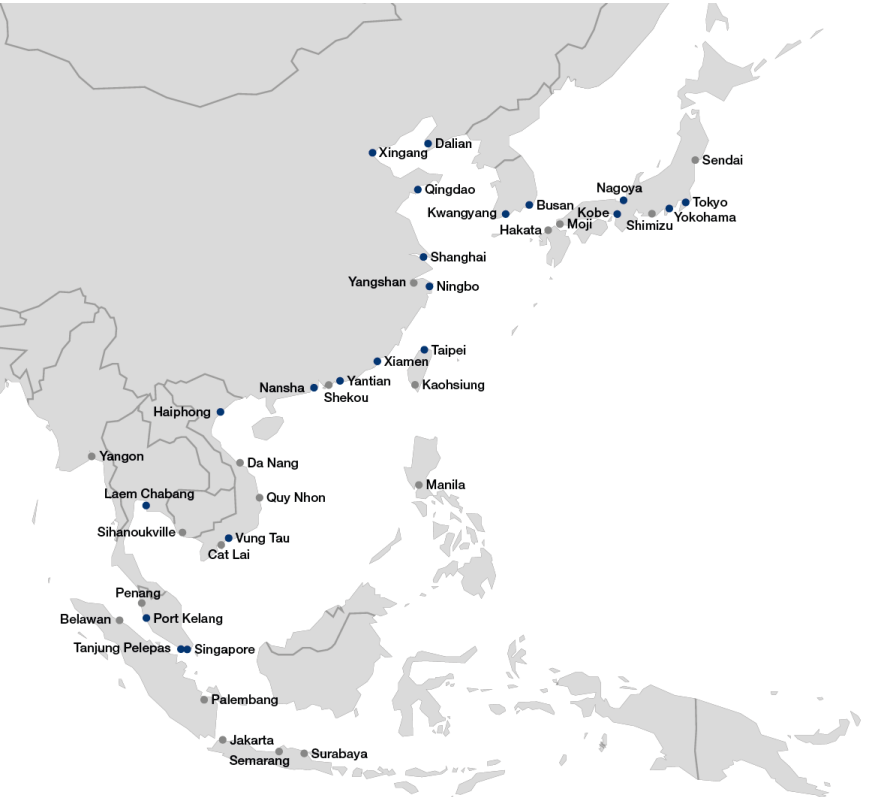 Dalian
Xingang
Sendai
Qingdao
Nagoya
Tokyo
Busan
Kwangyang
Kobe
Yokohama
Moji
Shimizu
Hakata
Shanghai
Yangshan
Ningbo
Taipei
Xiamen
Yantian
Nansha
Kaohsiung
Shekou
Haiphong
Yangon
Da Nang
Manila
Laem Chabang
Quy Nhon
Sihanoukville
Vung Tau
Cat Lai
Penang
Belawan
Port Kelang
Tanjung Pelepas
Singapore
Palembang
Jakarta
Surabaya
Semarang